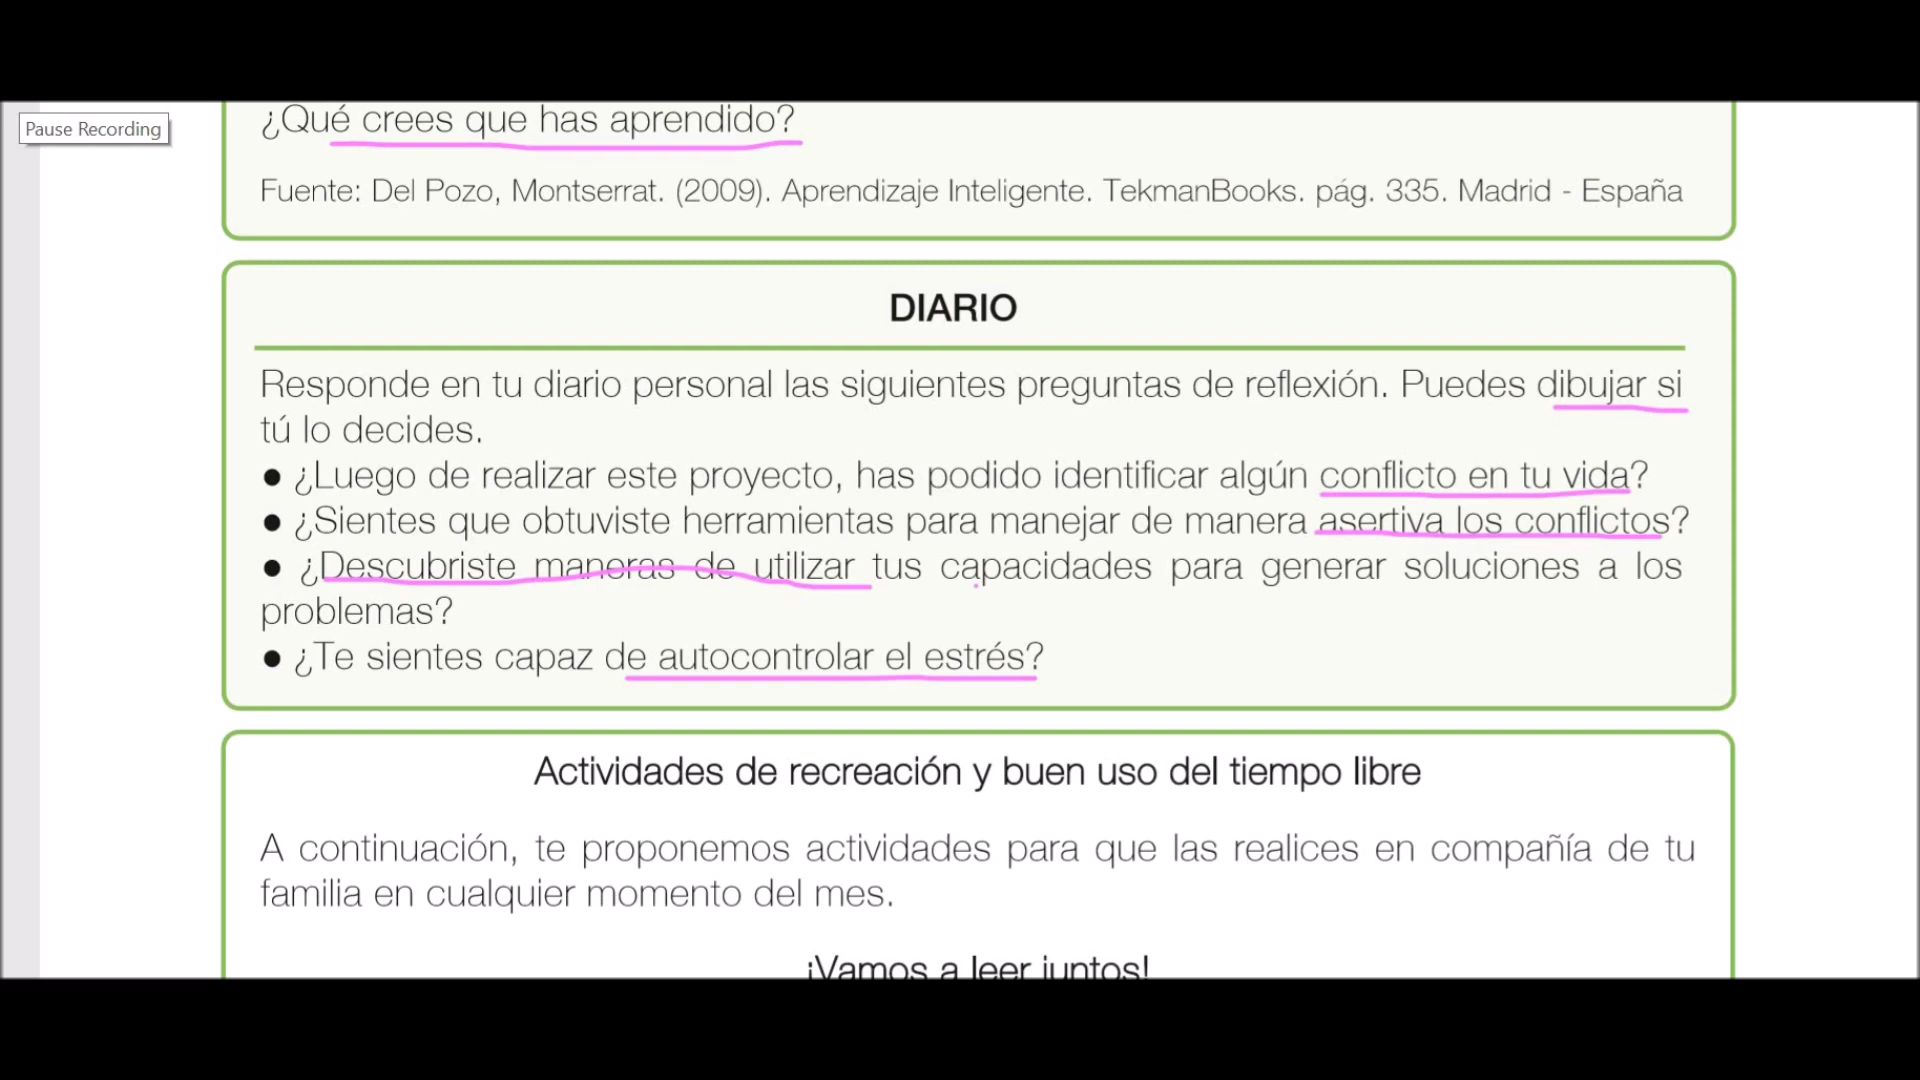 ¿Qué crees que has aprendido?
Pause Recording
Fuente: Del Pozo, Montserrat. (2009). Aprendizaje Inteligente. TekmanBooks. pág. 335. Madrid - España
DIARIO
Responde en tu diario personal las siguientes preguntas de reflexión. Puedes dibujar si
tú lo decides.
● ¿Luego de realizar este proyecto, has podido identificar algún conflicto en tu vida?
● ¿Sientes que obtuviste herramientas para manejar de manera asertiva los conflictos?
● ¿Descubriste maneras de utilizar tus capacidades para generar soluciones a los
problemas?
● ¿Te sientes capaz de autocontrolar el estrés?
Actividades de recreación y buen uso del tiempo libre
A continuación, te proponemos actividades para que las realices en compañía de tu
familia en cualquier momento del mes.
¡Vamos a leer juntos!